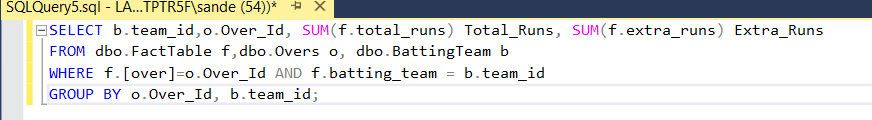 SQLQuery5.sql - LA...TPTR5F\sande (54))*
SELECT b.team_id,o.Over_Id, SUM(f.total_runs) Total_Runs, SUM(f.extra_runs) Extra_Runs
FROM dbo.FactTable f,dbo.Overs o, dbo.BattingTeam b
WHERE f.[over]=o.Over_Id AND f.batting_team = b.team_id
GROUP BY o.Over_Id, b.team_id;